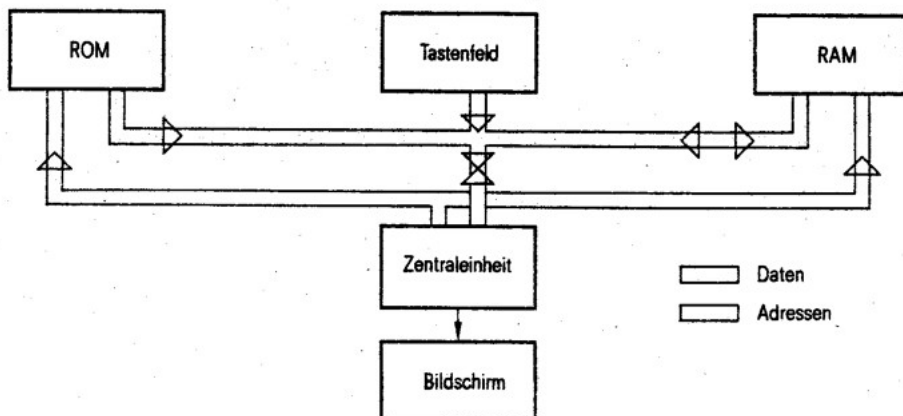 ROM
Tastenfeld
RAM
Zentraleinheit
Daten
Adressen
Bildschirm